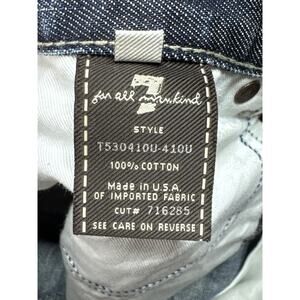 7
for all mankind
STYLE
T530410U-410U
100% COTTON
Made in U.S.A.
OF IMPORTED FABRIC
CUT# 716285
SEE CARE ON REVERSE